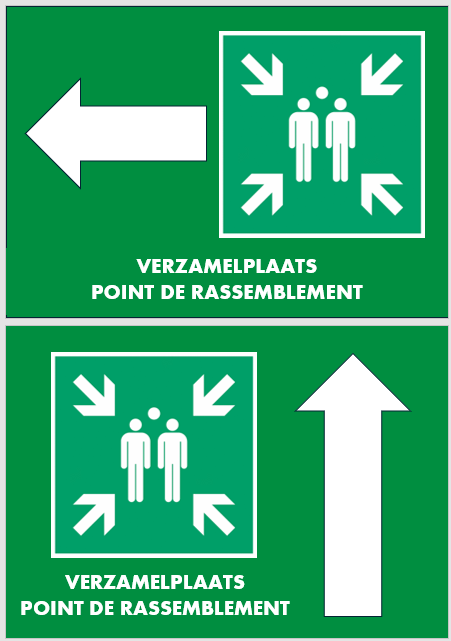 VERZAMELPLAATS
POINT DE RASSEMBLEMENT
VERZAMELPLAATS
POINT DE RASSEMBLEMENT